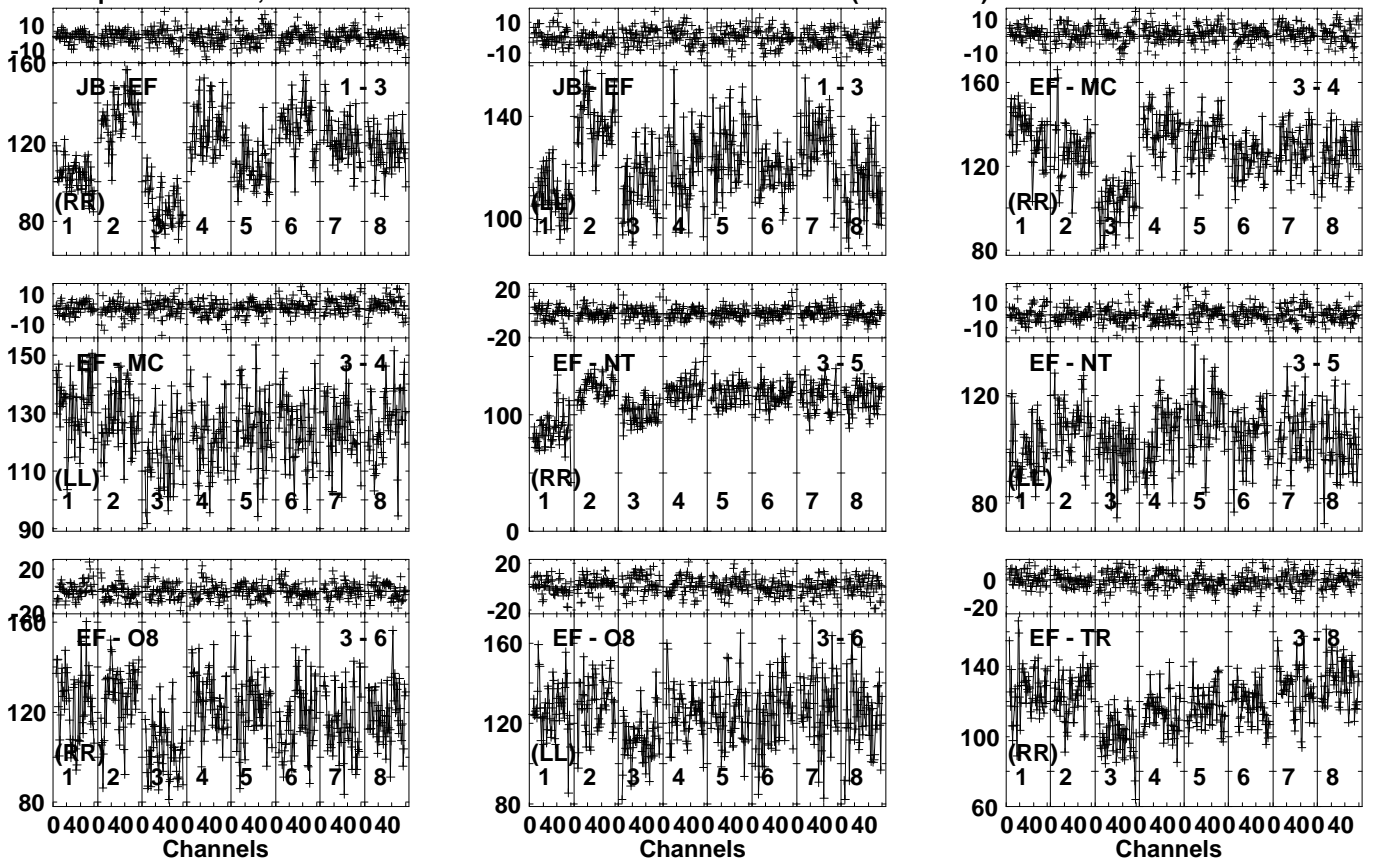 10 10 10
-10 -10 -10
160 JB - EF 1 - 3 JB - EF 1 - 3 160 EF - MC 3 - 4
120 140 120
(RR) (LL) (RR)
80 100 80
1 2 3 4 5 6 7 8 1 2 3 4 5 6 7 8 1 2 3 4 5 6 7 8
10 20 10
-10 -20 -10
150 EF - MC 3 - 4 EF - NT 3 - 5 EF - NT 3 - 5
130 100 120
110
(LL) (RR) (LL)
1 2 3 4 5 6 7 8 1 2 3 4 5 6 7 8 80 1 2 3 4 5 6 7 8
90 0
20 20 0
-20 -20 -20
160 EF - O8 3 - 6 160 EF - O8 3 - 6 EF - TR 3 - 8
140
120 120 100
(RR) (LL) (RR)
1 2 3 4 5 6 7 8 1 2 3 4 5 6 7 8 1 2 3 4 5 6 7 8
80 80 60
0 40 0 40 0 40 0 40 0 40 0 40 0 40 0 40 0 40 0 40 0 40 0 40 0 40 0 40 0 40 0 40 0 40 0 40 0 40 0 40 0 40 0 40 0 40 0 40
Channels Channels Channels